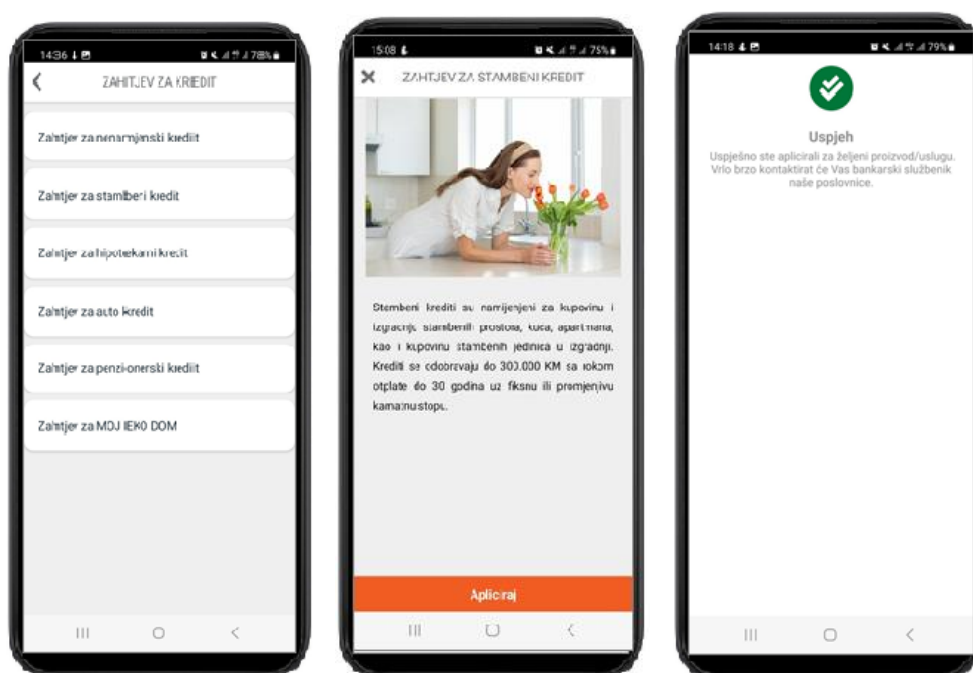 14:36
78%
ZAHTJEV ZA KREDIT
Zahtjev za nenamjenski kredit
Zahtjev za stambeni kredit
Zahtjev za hipotekarni kredit
Zahtjev za auto kredit
Zahtjev za penzionerski kredit
Zahtjev za MOJ EKO DOM
15:08
75%
ZAHTJEV ZA STAMBENI KREDIT
Stambeni krediti su namijenjeni za kupovinu i
izgradnju stambenih prostora, kuća, apartmana,
kao i kupovinu stambenih jedinica u izgradnji.
Krediti se odobravaju do 300.000 KM sa rokom
otplate do 30 godina uz fiksnu ili promjenjivu
kamatnu stopu.
Apliciraj
14:18
79%
Uspjeh
Uspješno ste aplicirali za željeni proizvod/uslugu.
Vrlo brzo kontaktirat će Vas bankarski službenik
naše poslovnice.